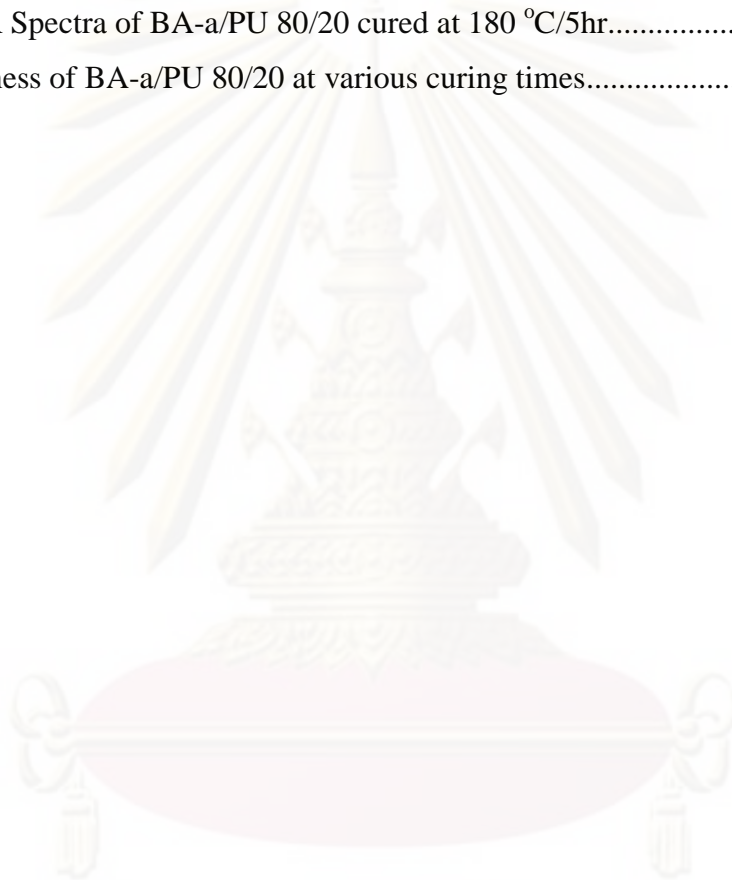 Spectra of BA-a/PU 80/20 cured at 180 °C/5hr................
ness of BA-a/PU 80/20 at various curing times..................